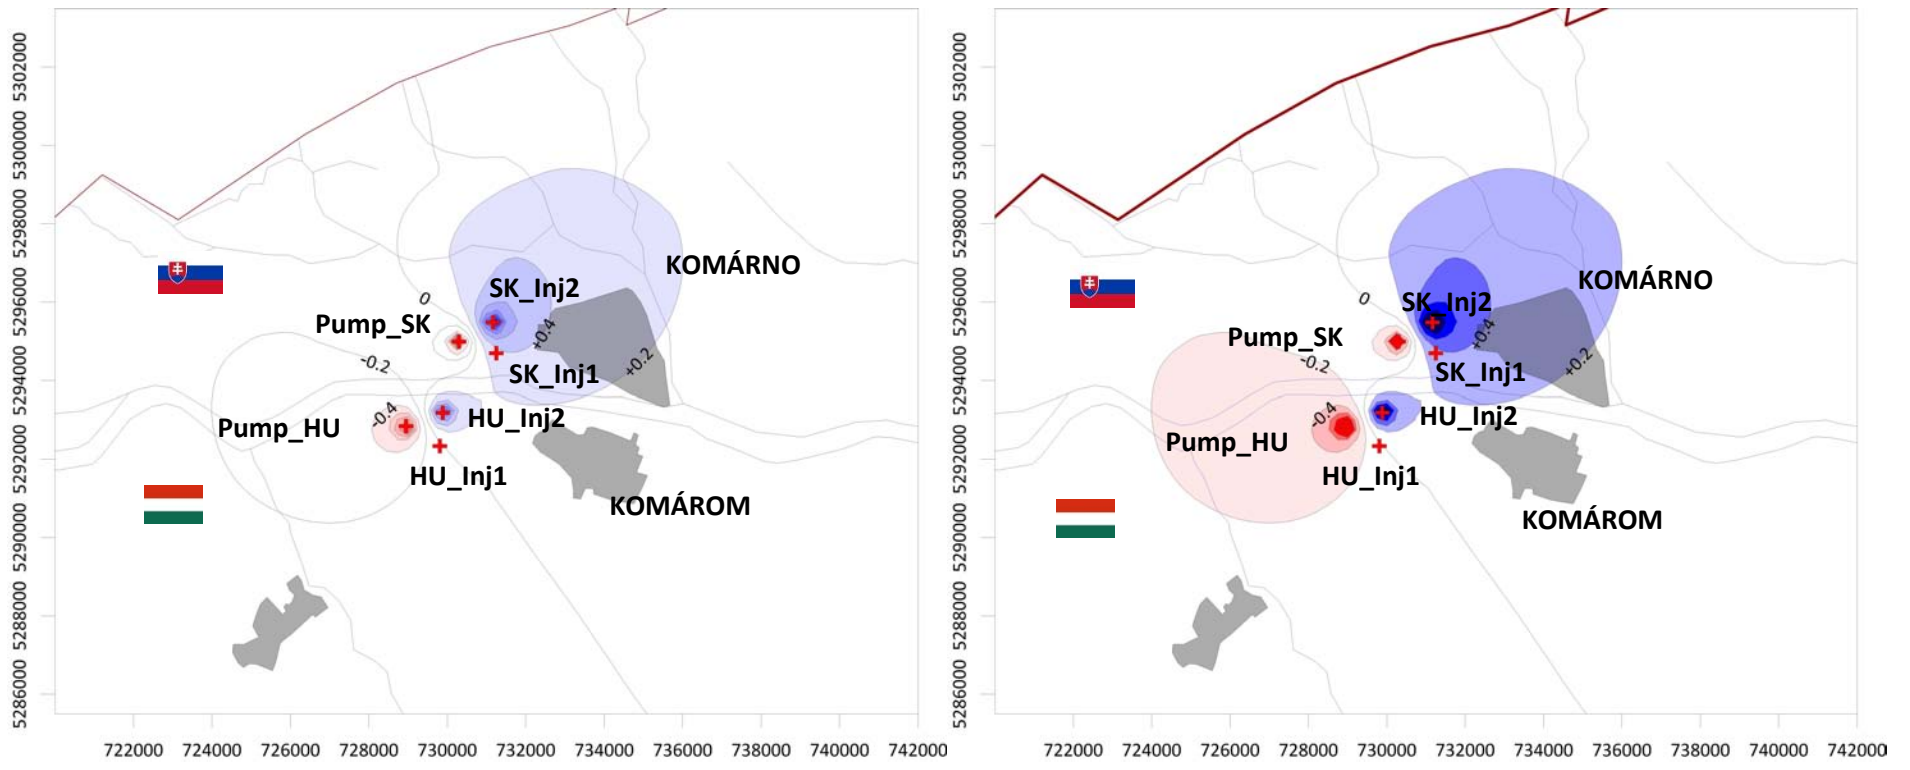 5302000
5300000
5298000
5296000
5294000
5292000
5290000
5288000
5286000
KOMÁRNO
SK_Inj2
0
Pump_SK
+0.4
-0.2
+0.2
SK_Inj1
-0.4
Pump_HU
HU_Inj2
HU_Inj1
KOMÁROM
722000 724000 726000 728000 730000 732000 734000 736000 738000 740000 742000
5302000
5300000
5298000
5296000
5294000
5292000
5290000
5288000
5286000
KOMÁRNO
0
SK_Inj2
Pump_SK
+0.4
-0.2
+0.2
SK_Inj1
-0.4
HU_Inj2
Pump_HU
HU_Inj1
KOMÁROM
722000 724000 726000 728000 730000 732000 734000 736000 738000 740000 742000